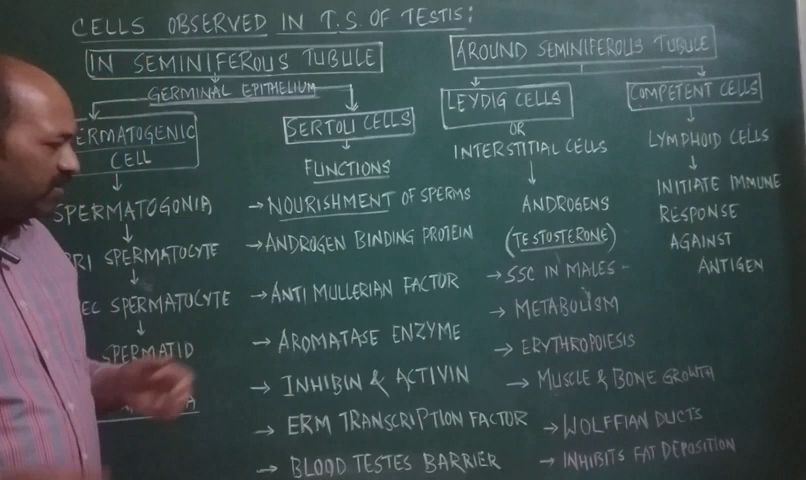 CELLS OBSERVED IN T.S OF TESTIS:
IN SEMINIFEROUS TUBULE
GERMINAL EPITHELIUM
ERMATOGENIC
CELL
SPERMATOGONIA
RI SPERMATOCYTE
EC SPERMATOCYTE
SPERMATID
SERTOLI CELLS
FUNCTIONS
→ NOURISHMENT OF SPERMS
→ ANDROGEN BINDING PROTEIN
→ ANTI MULLERIAN FACTOR
→ AROMATASE ENZYME
→ INHIBIN & ACTIVIN
→ ERM TRANSCRIPTION FACTOR
→ BLOOD TESTES BARRIER
AROUND SEMINIFEROUS TUBULE
LEYDIG CELLS
OR
INTERSTITIAL CELLS
ANDROGENS
(TESTOSTERONE)
→ SSC IN MALES -
→ METABOLISM
→ ERYTHROPOIESIS
→ MUSCLE & BONE GROWTH
→ WOLFFIAN DUCTS
→ INHIBITS FAT DEPOSITION
COMPETENT CELLS
LYMPHOID CELLS
INITIATE IMMUNE
RESPONSE
AGAINST
ANTIGEN